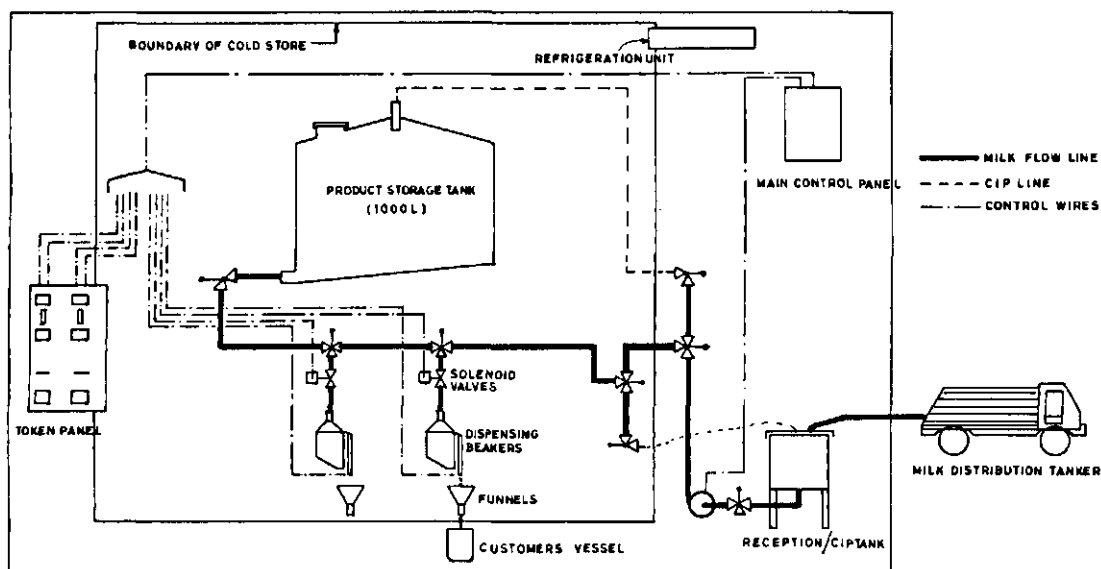 BOUNDARY OF COLD STORE
REFRIGERATION UNIT
PRODUCT STORAGE TANK
(1000L)
MAIN CONTROL PANEL
MILK FLOW LINE
CIP LINE
CONTROL WIRES
SOLENOID
VALVES
TOKEN PANEL
DISPENSING
BEAKERS
MILK DISTRIBUTION TANKER
FUNNELS
RECEPTION/CIPTANK
CUSTOMERS VESSEL